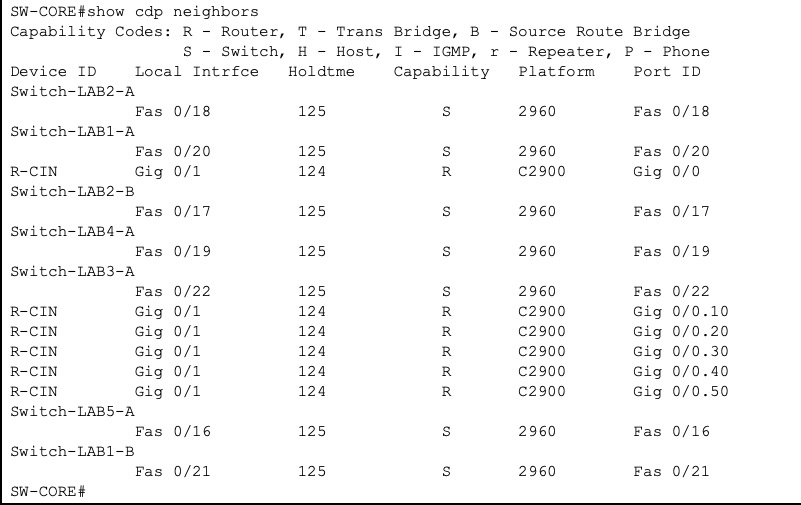 SW-CORE#show cdp neighbors
Capability Codes: R - Router, T - Trans Bridge, B - Source Route Bridge
                  S - Switch, H - Host, I - IGMP, r - Repeater, P - Phone
Device ID    Local Intrfce   Holdtme    Capability   Platform    Port ID
Switch-LAB2-A
             Fas 0/18         125            S       2960        Fas 0/18
Switch-LAB1-A
             Fas 0/20         125            S       2960        Fas 0/20
R-CIN        Gig 0/1          124            R       C2900       Gig 0/0
Switch-LAB2-B
             Fas 0/17         125            S       2960        Fas 0/17
Switch-LAB4-A
             Fas 0/19         125            S       2960        Fas 0/19
Switch-LAB3-A
             Fas 0/22         125            S       2960        Fas 0/22
R-CIN        Gig 0/1          124            R       C2900       Gig 0/0.10
R-CIN        Gig 0/1          124            R       C2900       Gig 0/0.20
R-CIN        Gig 0/1          124            R       C2900       Gig 0/0.30
R-CIN        Gig 0/1          124            R       C2900       Gig 0/0.40
R-CIN        Gig 0/1          124            R       C2900       Gig 0/0.50
Switch-LAB5-A
             Fas 0/16         125            S       2960        Fas 0/16
Switch-LAB1-B
             Fas 0/21         125            S       2960        Fas 0/21
SW-CORE#